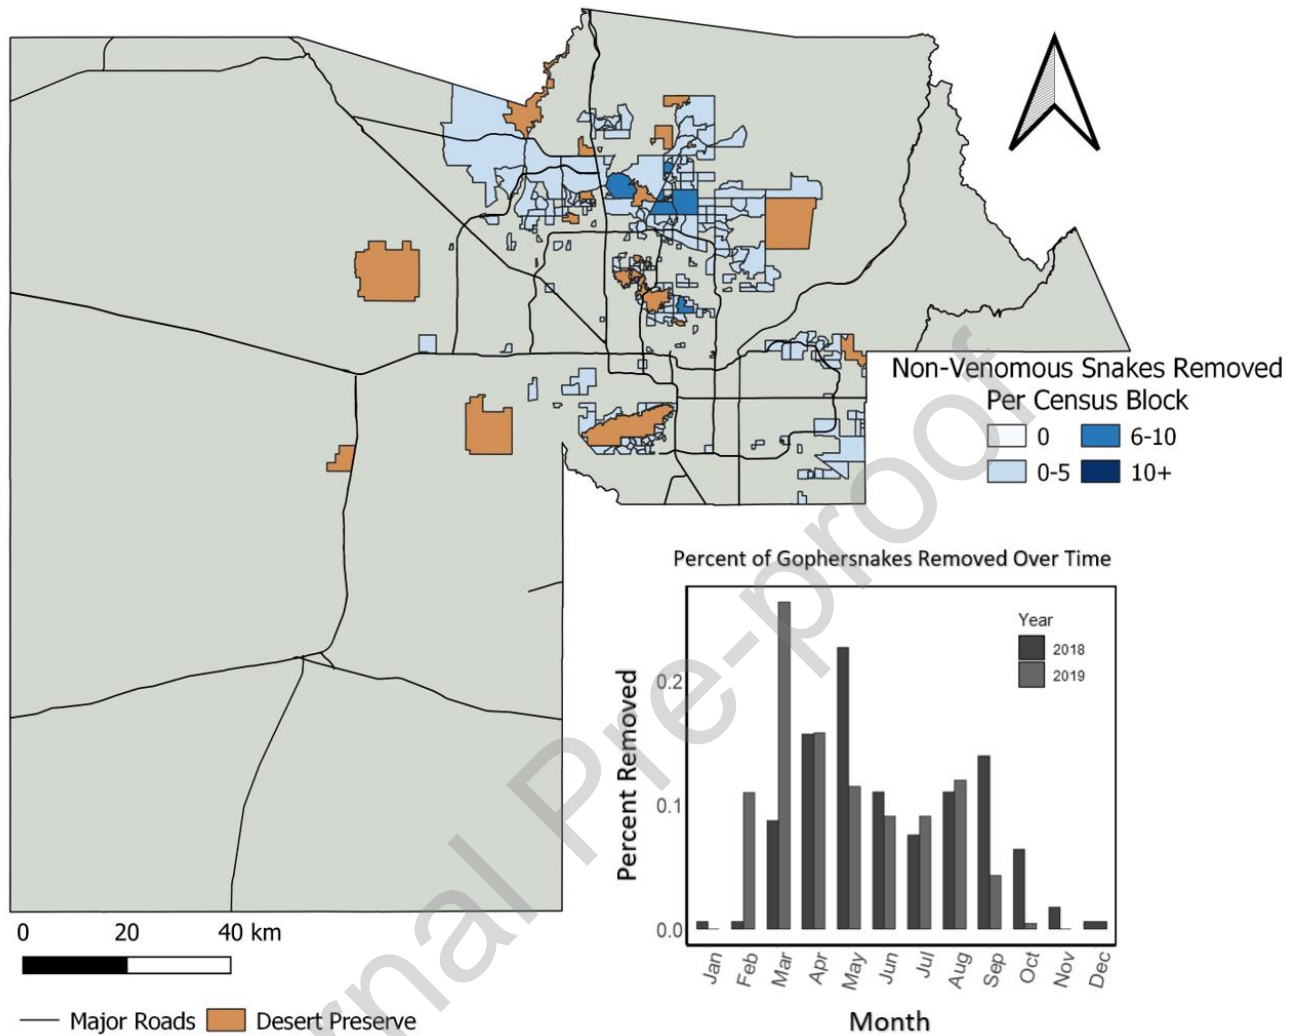 Non-Venomous Snakes Removed
Per Census Block
0
6-10
0-5
10+
Percent of Gophersnakes Removed Over Time
Year
2018
2019
Percent Removed
0.2
0.1
0.0
Jan
Feb
Mar
Apr
May
Jun
Jul
Aug
Sep
Oct
Nov
Dec
Month
0 20 40 km
Major Roads
Desert Preserve
rnal Pre-proof